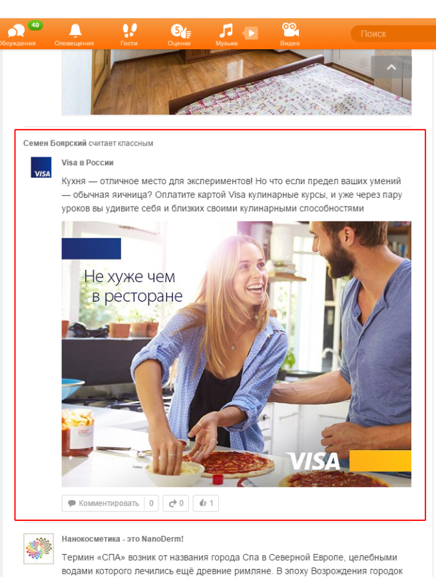 49
Обсуждения Оповещения Гости Оценки Музыка Видео Поиск
5
Семен Боярский считает классным
VISA
Visa в России
Кухня — отличное место для экспериментов! Но что если предел ваших умений
— обычная яичница? Оплатите картой Visa кулинарные курсы, и уже через пару
уроков вы удивите себя и близких своими кулинарными способностями
Не хуже чем
в ресторане
VISA
Комментировать 0 0 1
Нанокосметика - это NanoDerm!
Термин «СПА» возник от названия города Спа в Северной Европе, целебными
водами которого лечились ещё древние римляне. В эпоху Возрождения городок